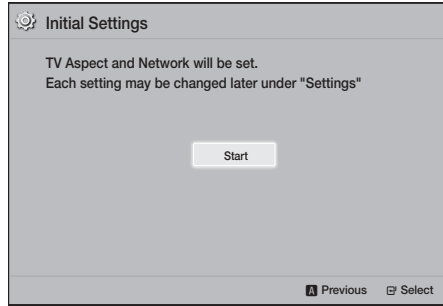 Initial Settings
TV Aspect and Network will be set.
Each setting may be changed later under "Settings"
Start
A Previous Select